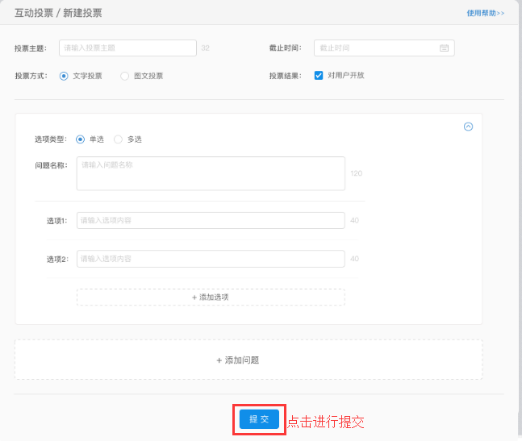 互动投票 / 新建投票 使用帮助>>
投票主题： 请输入投票主题 32 截止时间： 截止时间
投票方式： 文字投票 图文投票 投票结果： 对用户开放
选项类型： 单选 多选
问题名称： 请输入问题名称 120
选项1： 请输入选项内容 40
选项2： 请输入选项内容 40
+ 添加选项
+ 添加问题
提 交 点击进行提交